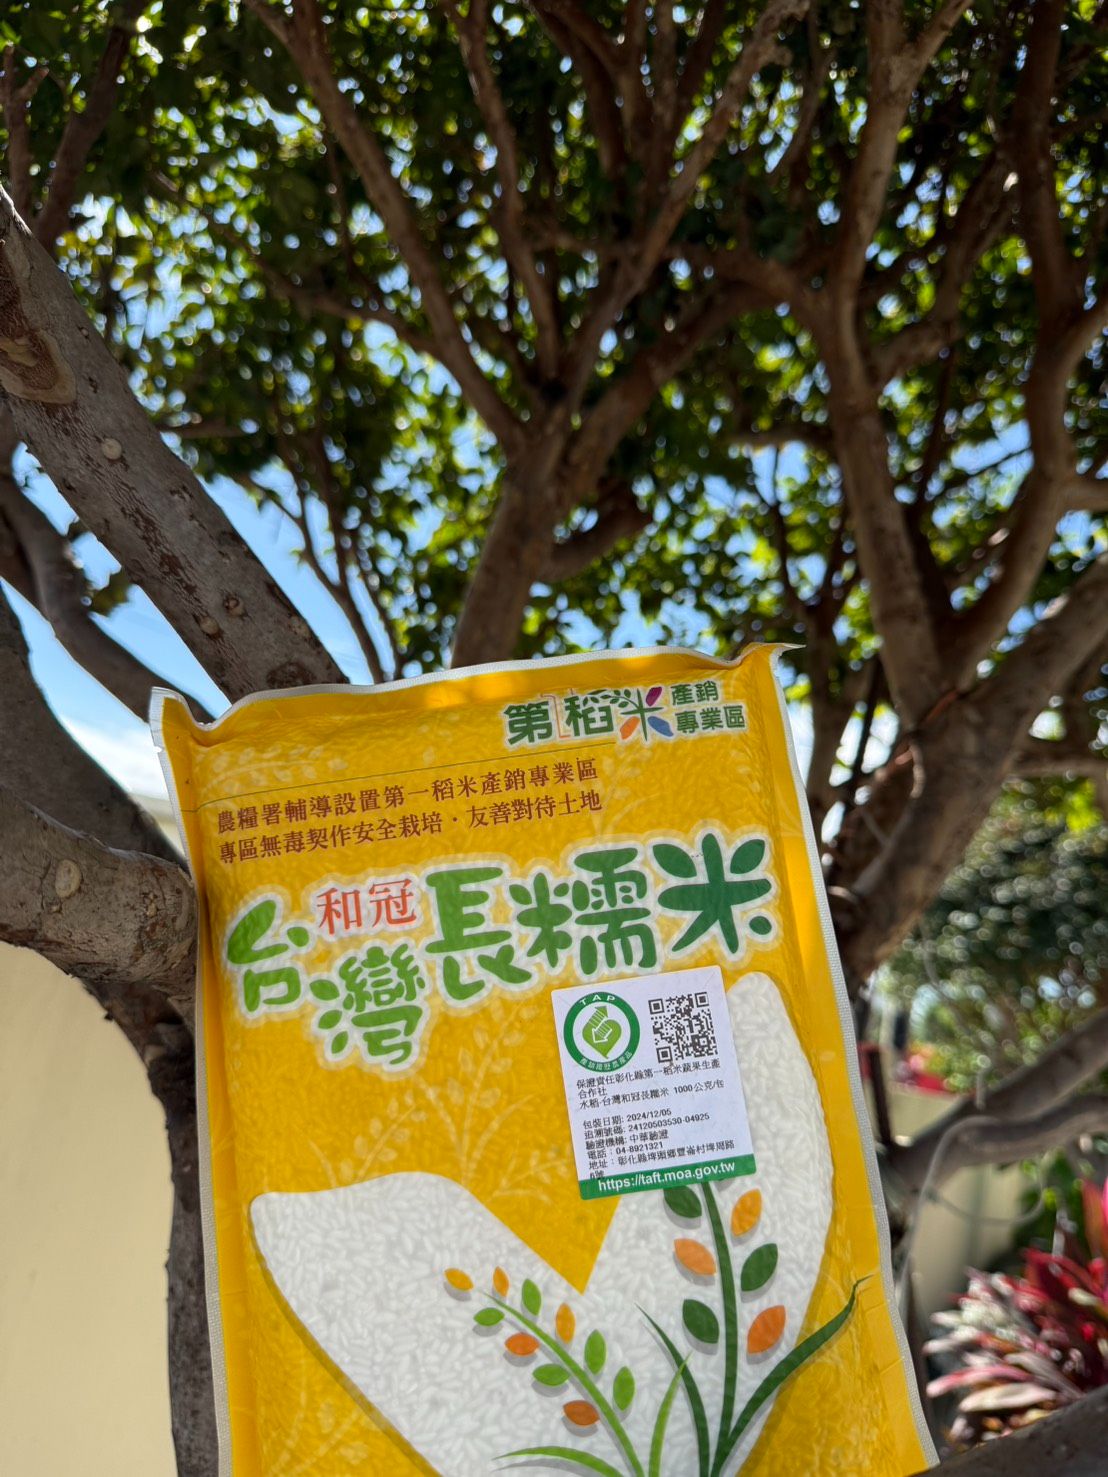 第一稻米產銷專業區
農糧署輔導設置第一稻米產銷專業區
專區無毒契作安全栽培·友善對待土地
和冠
台灣長糯米
TAP
產銷履歷農產品
保證責任彰化縣第一稻米蔬果生產
合作社
水稻-台灣和冠長糯米 1000公克/包
包裝日期: 2024/12/05
追溯號碼: 24120503530-04925
驗證機構: 中華驗證
電話: 04-8921321
地址: 彰化縣埤頭鄉豐崙村埤周路
6號
https://taft.moa.gov.tw